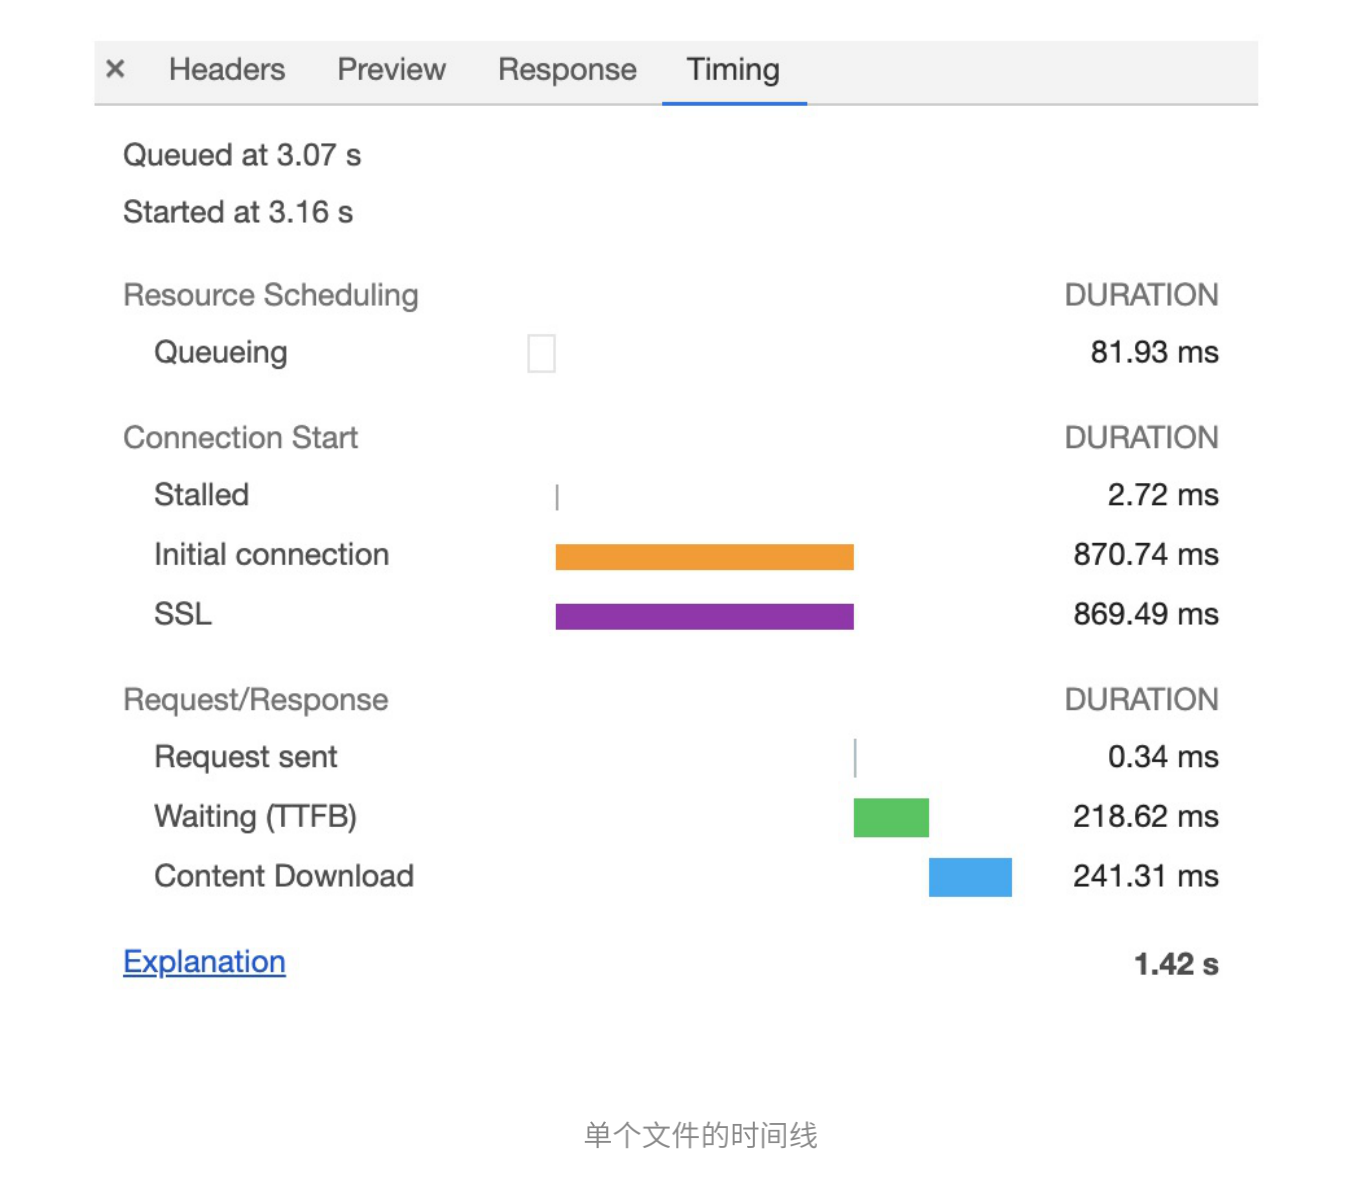 × Headers Preview Response Timing
Queued at 3.07 s
Started at 3.16 s
Resource Scheduling DURATION
Queueing 81.93 ms
Connection Start DURATION
Stalled 2.72 ms
Initial connection 870.74 ms
SSL 869.49 ms
Request/Response DURATION
Request sent 0.34 ms
Waiting (TTFB) 218.62 ms
Content Download 241.31 ms
Explanation 1.42 s
单个文件的时间线